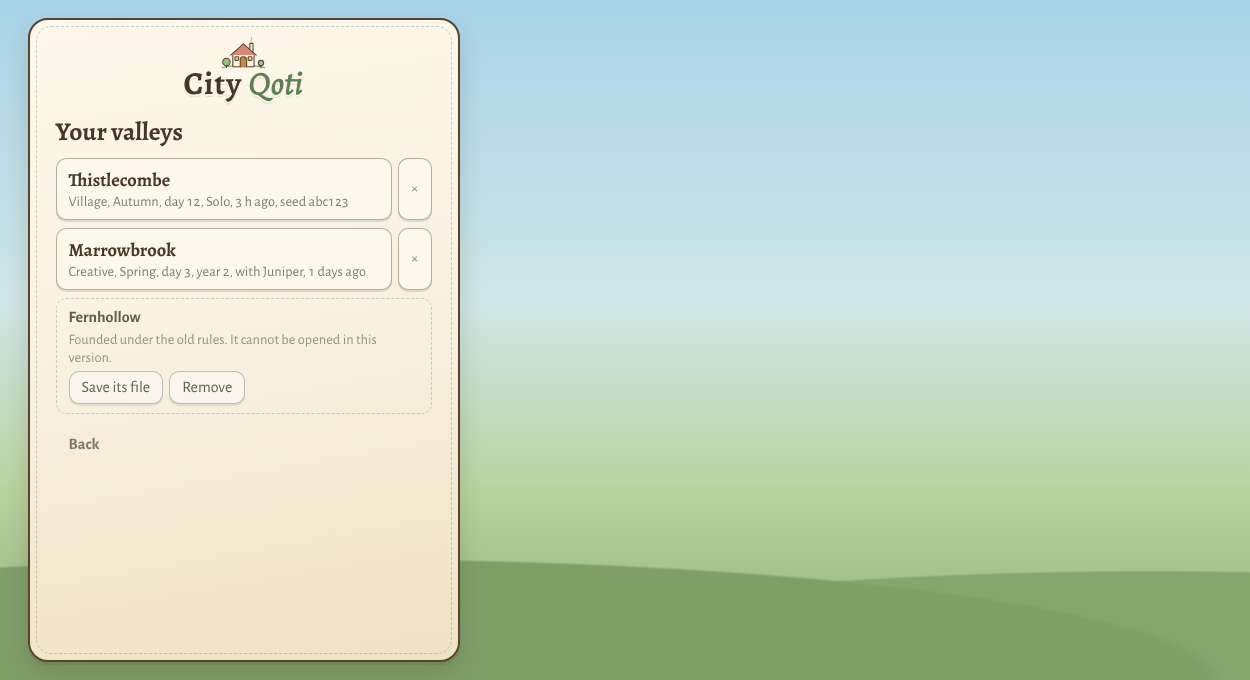 City Qoti
Your valleys
Thistlecombe
Village, Autumn, day 12, Solo, 3 h ago, seed abc123
×
Marrowbrook
Creative, Spring, day 3, year 2, with Juniper, 1 days ago
×
Fernhollow
Founded under the old rules. It cannot be opened in this
version.
Save its file
Remove
Back